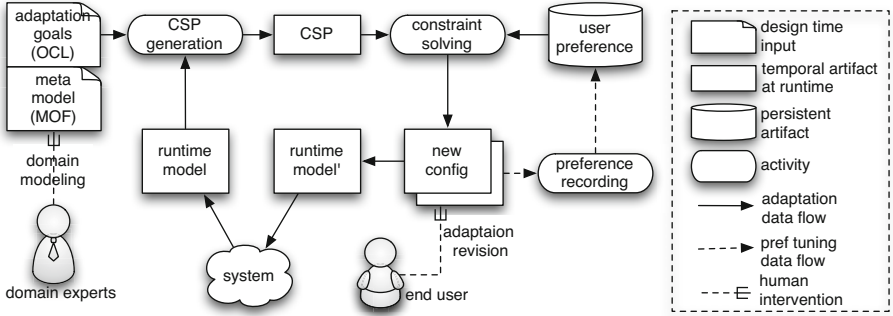 adaptation
goals
(OCL)
meta
model
(MOF)
CSP
generation
CSP
constraint
solving
user
preference
domain
modeling
runtime
model
runtime
model'
new
config
preference
recording
system
adaptaion
revision
domain experts
end user
design time
input
temporal artifact
at runtime
persistent
artifact
activity
adaptation
data flow
pref tuning
data flow
human
intervention